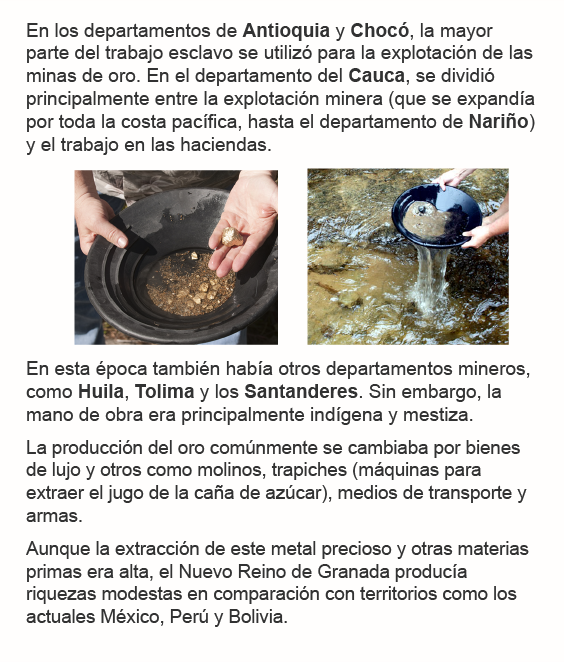 En los departamentos de Antioquia y Chocó, la mayor
parte del trabajo esclavo se utilizó para la explotación de las
minas de oro. En el departamento del Cauca, se dividió
principalmente entre la explotación minera (que se expandía
por toda la costa pacífica, hasta el departamento de Nariño)
y el trabajo en las haciendas.
En esta época también había otros departamentos mineros,
como Huila, Tolima y los Santanderes. Sin embargo, la
mano de obra era principalmente indígena y mestiza.
La producción del oro comúnmente se cambiaba por bienes
de lujo y otros como molinos, trapiches (máquinas para
extraer el jugo de la caña de azúcar), medios de transporte y
armas.
Aunque la extracción de este metal precioso y otras materias
primas era alta, el Nuevo Reino de Granada producía
riquezas modestas en comparación con territorios como los
actuales México, Perú y Bolivia.